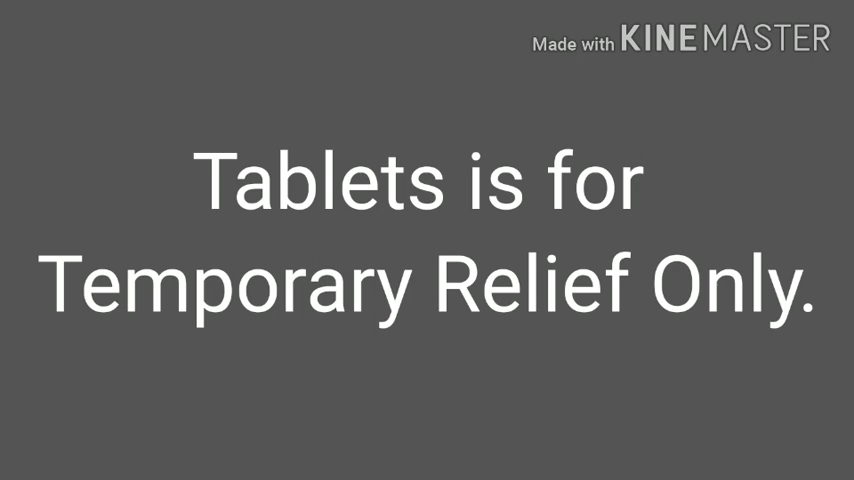 Made with KINEMASTER
Tablets is for
Temporary Relief Only.